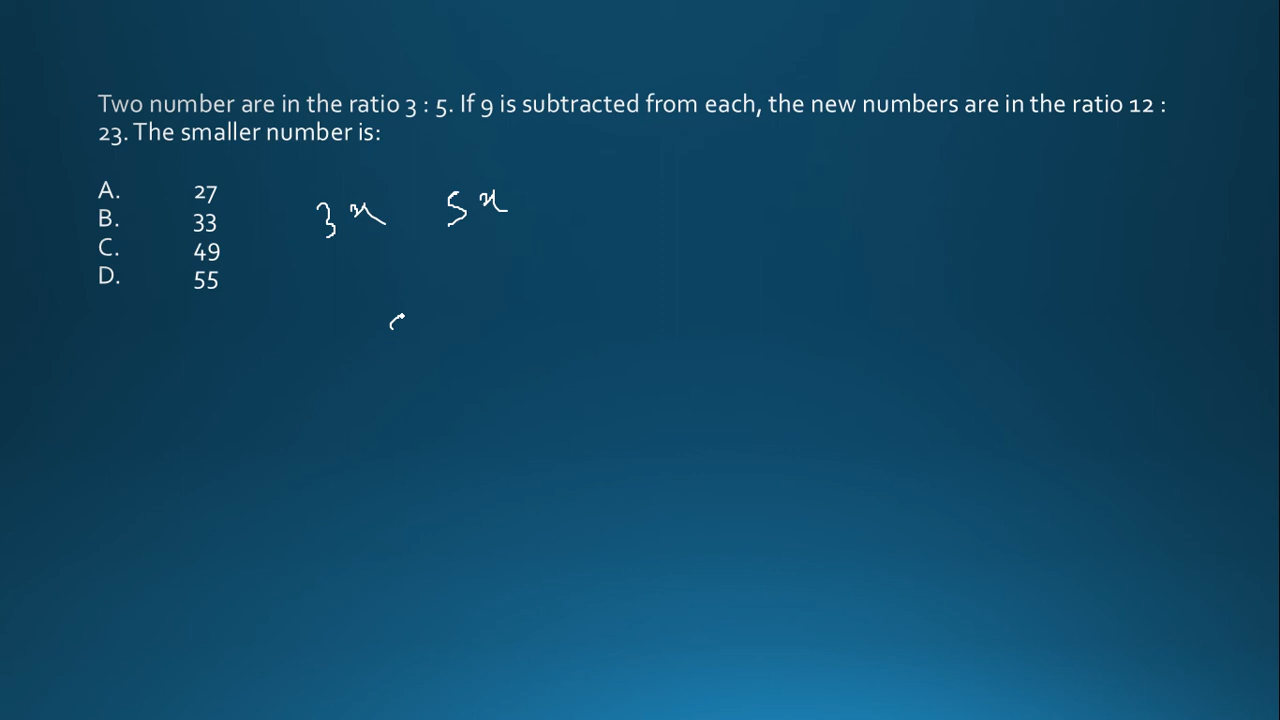 Two number are in the ratio 3 : 5. If 9 is subtracted from each, the new numbers are in the ratio 12 :
23. The smaller number is:
A. 27
B. 33
C. 49
D. 55
3x 5x